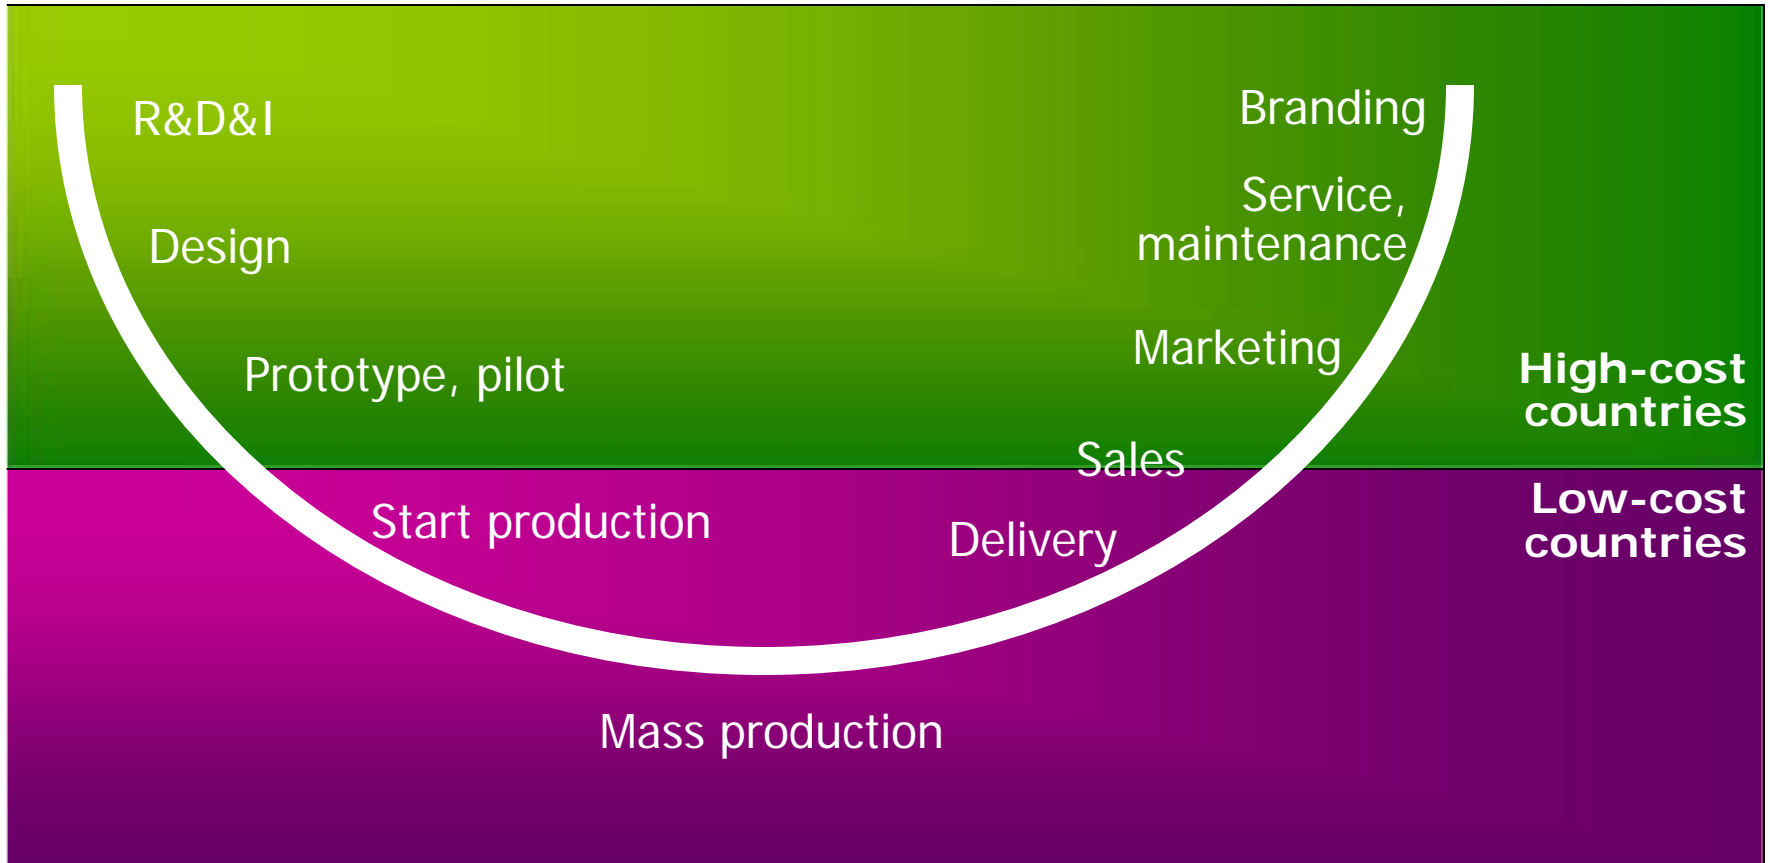 R&D&I
Design
Prototype, pilot
Start production
Mass production
Delivery
Sales
Marketing
Service,
maintenance
Branding
High-cost
countries
Low-cost
countries